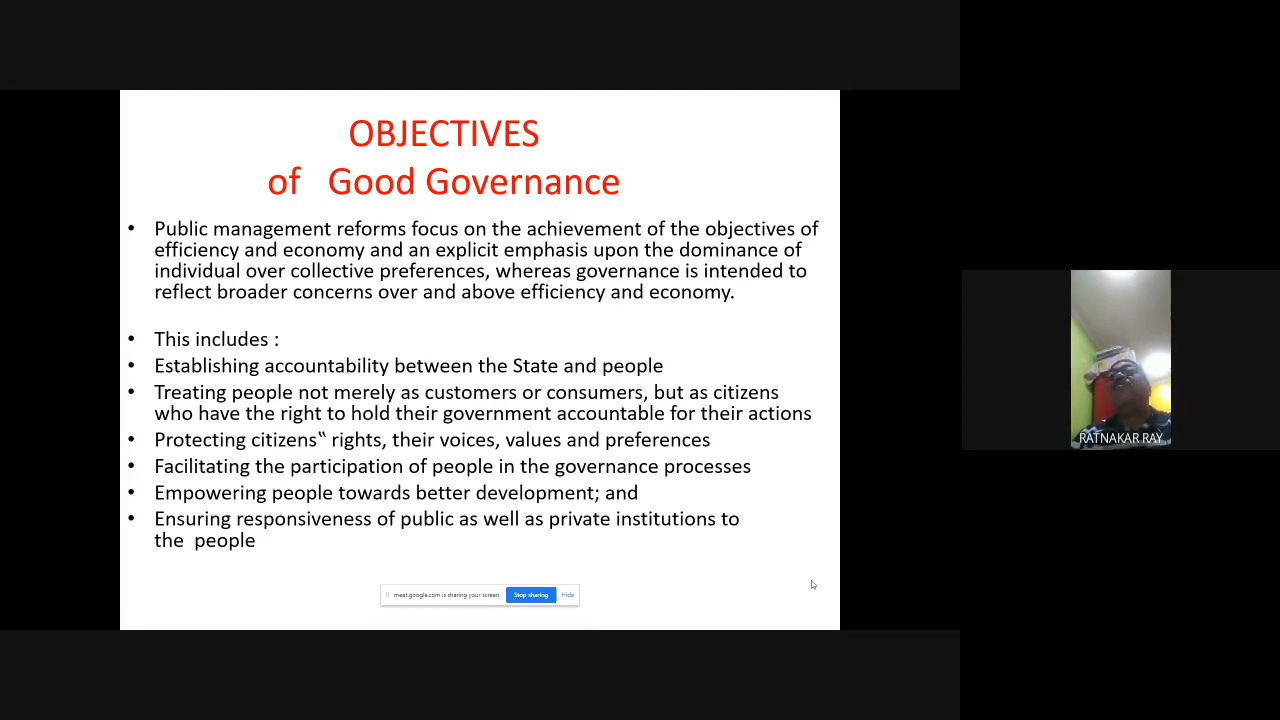 OBJECTIVES
of Good Governance
• Public management reforms focus on the achievement of the objectives of
efficiency and economy and an explicit emphasis upon the dominance of
individual over collective preferences, whereas governance is intended to
reflect broader concerns over and above efficiency and economy.
• This includes :
• Establishing accountability between the State and people
• Treating people not merely as customers or consumers, but as citizens
who have the right to hold their government accountable for their actions
• Protecting citizens‟ rights, their voices, values and preferences
• Facilitating the participation of people in the governance processes
• Empowering people towards better development; and
• Ensuring responsiveness of public as well as private institutions to
the people
meet.google.com is sharing your screen.
Stop sharing
Hide
RATNAKAR RAY